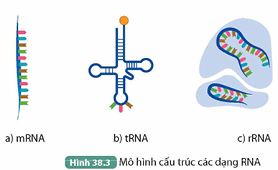 a) mRNA b) tRNA c) rRNA
Hình 38.3 Mô hình cấu trúc các dạng RNA